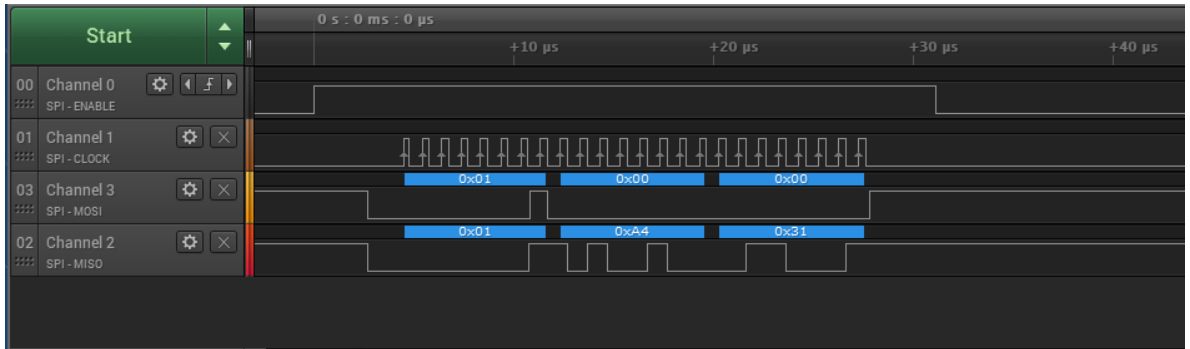 Start
0 s : 0 ms : 0 µs
+10 µs
+20 µs
+30 µs
+40 µs
00 Channel 0
SPI - ENABLE
01 Channel 1
SPI - CLOCK
03 Channel 3
SPI - MOSI
0x01 0x00 0x00
02 Channel 2
SPI - MISO
0x01 0xA4 0x31